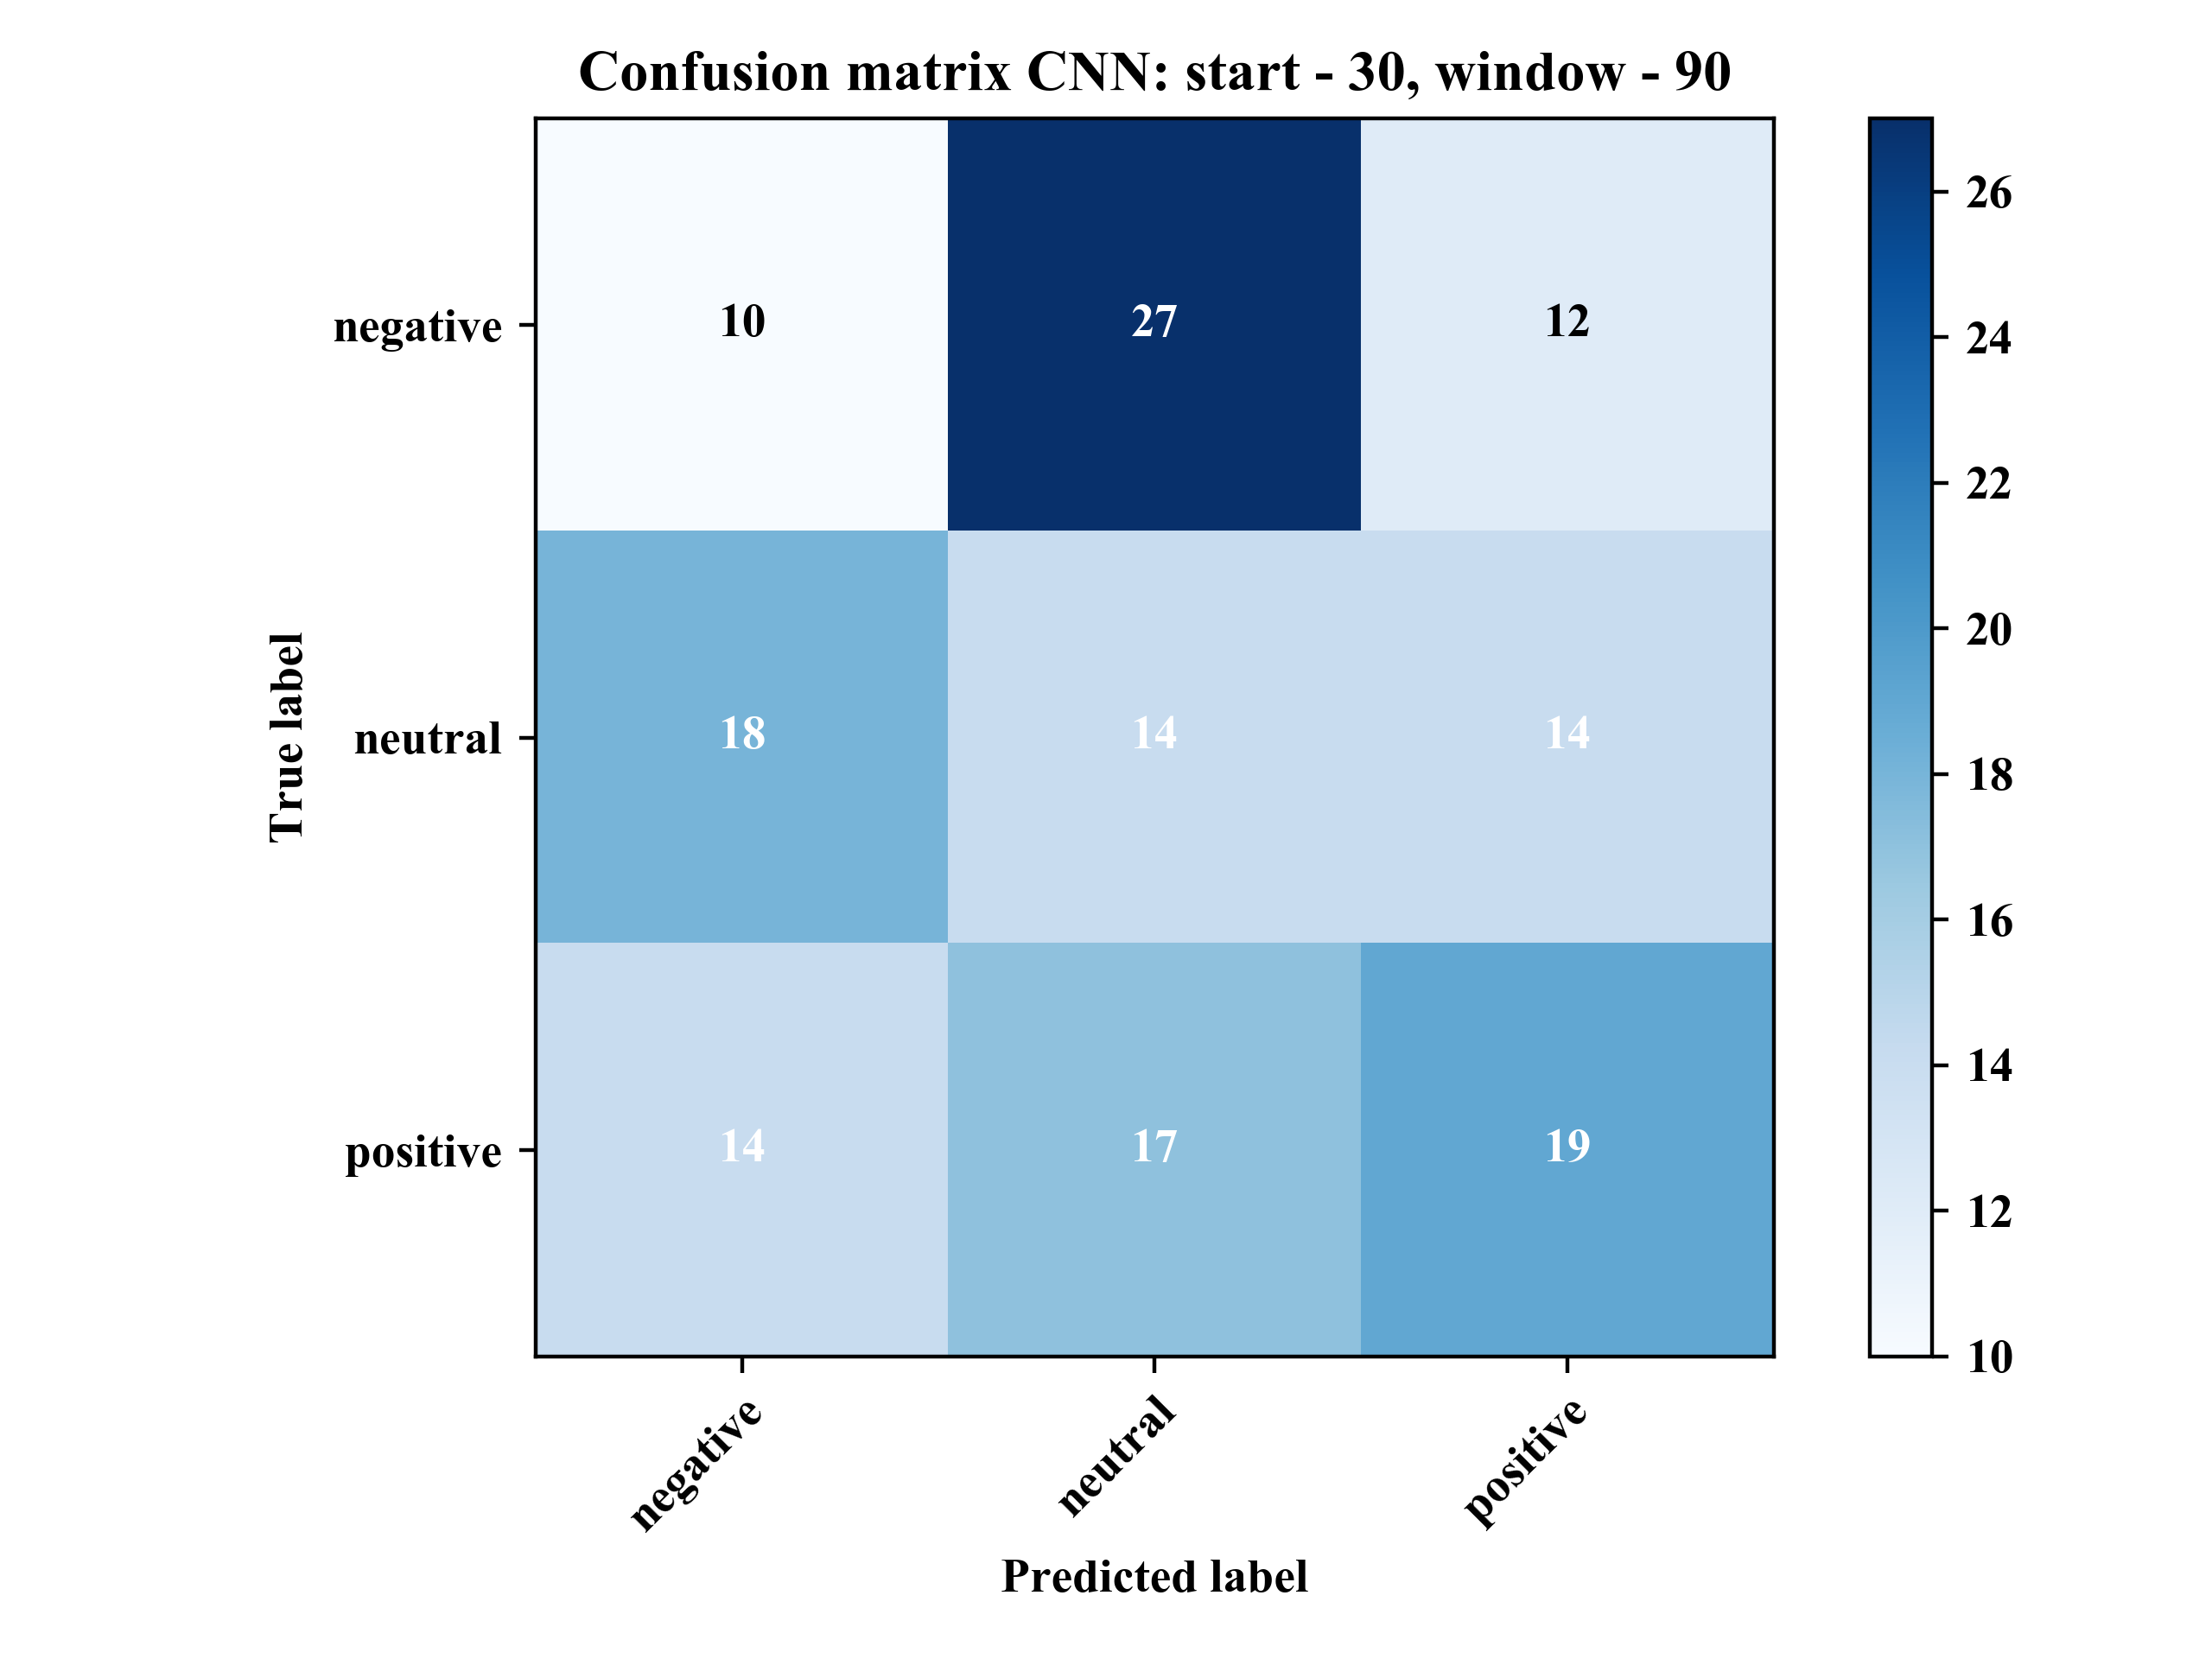 Confusion matrix CNN: start - 30, window - 90
negative 10 27 12
neutral 18 14 14
positive 14 17 19
True label
negative neutral positive
Predicted label
26
24
22
20
18
16
14
12
10